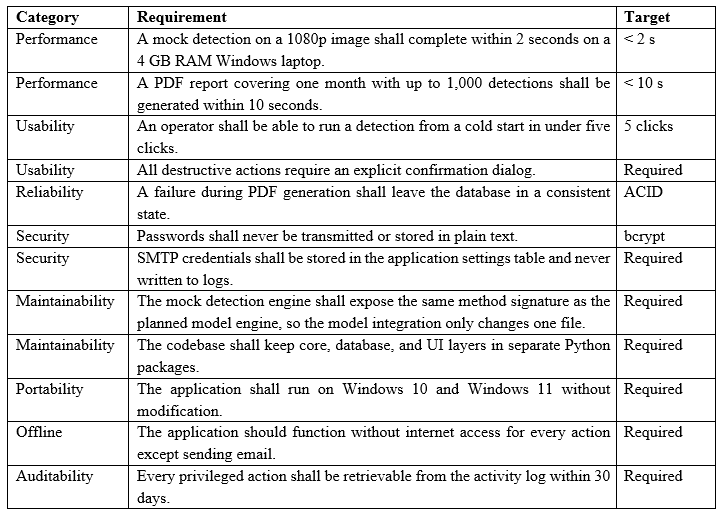 Category Requirement Target
Performance A mock detection on a 1080p image shall complete within 2 seconds on a < 2 s
4 GB RAM Windows laptop.
Performance A PDF report covering one month with up to 1,000 detections shall be < 10 s
generated within 10 seconds.
Usability An operator shall be able to run a detection from a cold start in under five 5 clicks
clicks.
Usability All destructive actions require an explicit confirmation dialog. Required
Reliability A failure during PDF generation shall leave the database in a consistent ACID
state.
Security Passwords shall never be transmitted or stored in plain text. bcrypt
Security SMTP credentials shall be stored in the application settings table and never Required
written to logs.
Maintainability The mock detection engine shall expose the same method signature as the Required
planned model engine, so the model integration only changes one file.
Maintainability The codebase shall keep core, database, and UI layers in separate Python Required
packages.
Portability The application shall run on Windows 10 and Windows 11 without Required
modification.
Offline The application should function without internet access for every action Required
except sending email.
Auditability Every privileged action shall be retrievable from the activity log within 30 Required
days.